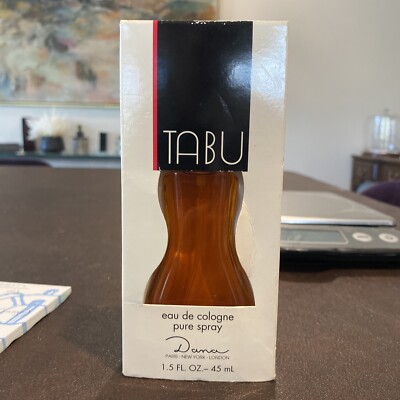 TABU
eau de cologne
pure spray
Dana
PARIS · NEW YORK · LONDON
1.5 FL. OZ.– 45 mL